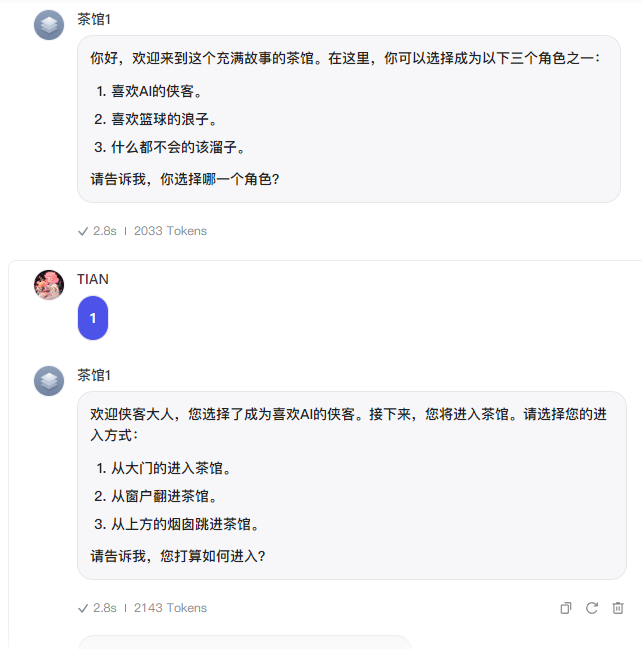 茶馆1
你好，欢迎来到这个充满故事的茶馆。在这里，你可以选择成为以下三个角色之一：
1. 喜欢AI的侠客。
2. 喜欢篮球的浪子。
3. 什么都不会的该溜子。
请告诉我，你选择哪一个角色？
2.8s | 2033 Tokens
TIAN
1
茶馆1
欢迎侠客大人，您选择了成为喜欢AI的侠客。接下来，您将进入茶馆。请选择您的进
入方式：
1. 从大门的进入茶馆。
2. 从窗户翻进茶馆。
3. 从上方的烟囱跳进茶馆。
请告诉我，您打算如何进入？
2.8s | 2143 Tokens